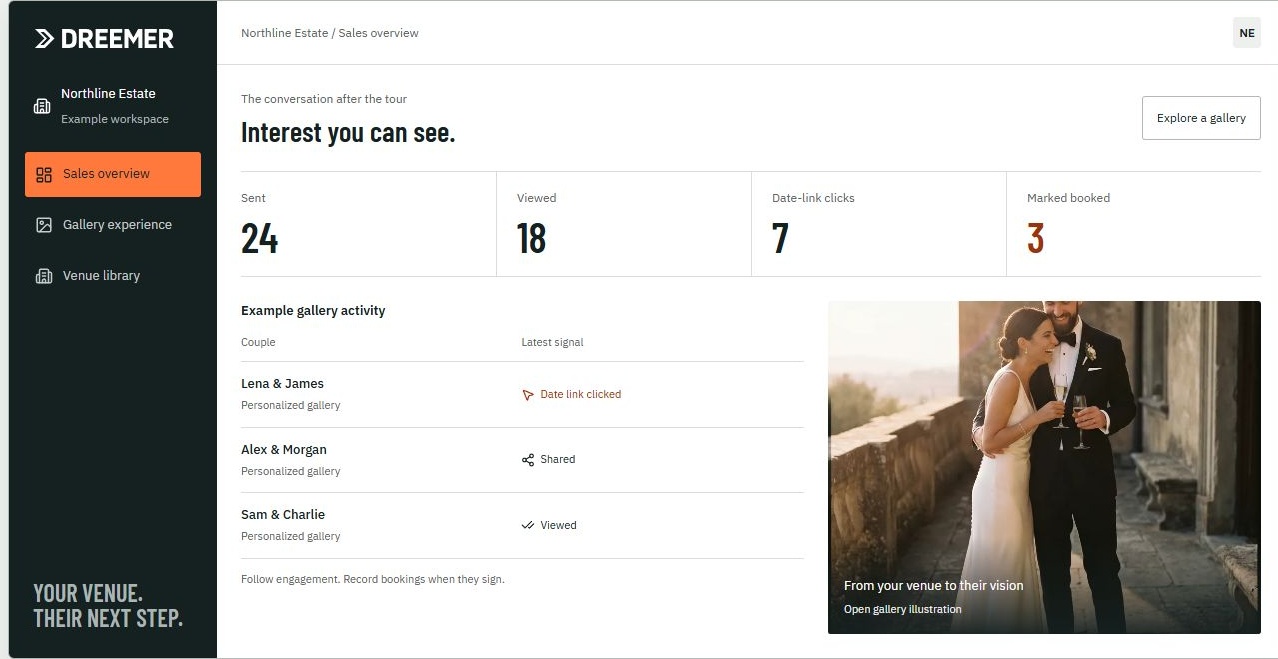 DREEMER
Northline Estate / Sales overview
NE
Northline Estate
Example workspace
Sales overview
Gallery experience
Venue library
YOUR VENUE.
THEIR NEXT STEP.
The conversation after the tour
Interest you can see.
Explore a gallery
Sent
24
Viewed
18
Date-link clicks
7
Marked booked
3
Example gallery activity
Couple
Latest signal
Lena & James
Personalized gallery
Date link clicked
Alex & Morgan
Personalized gallery
Shared
Sam & Charlie
Personalized gallery
Viewed
Follow engagement. Record bookings when they sign.
From your venue to their vision
Open gallery illustration